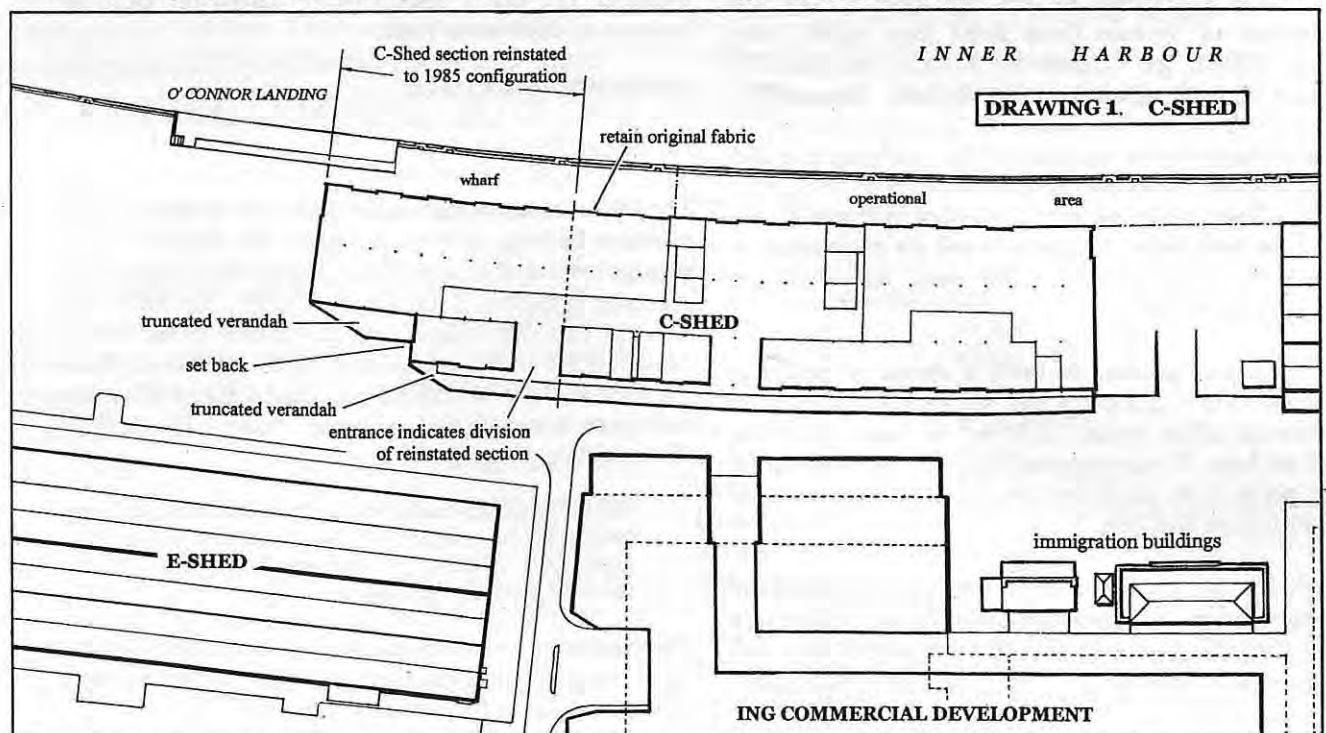 C-Shed section reinstated
to 1985 configuration
INNER HARBOUR
O' CONNOR LANDING
DRAWING 1. C-SHED
retain original fabric
wharf
operational
area
truncated verandah
C-SHED
set back
truncated verandah
entrance indicates division
of reinstated section
E-SHED
immigration buildings
ING COMMERCIAL DEVELOPMENT